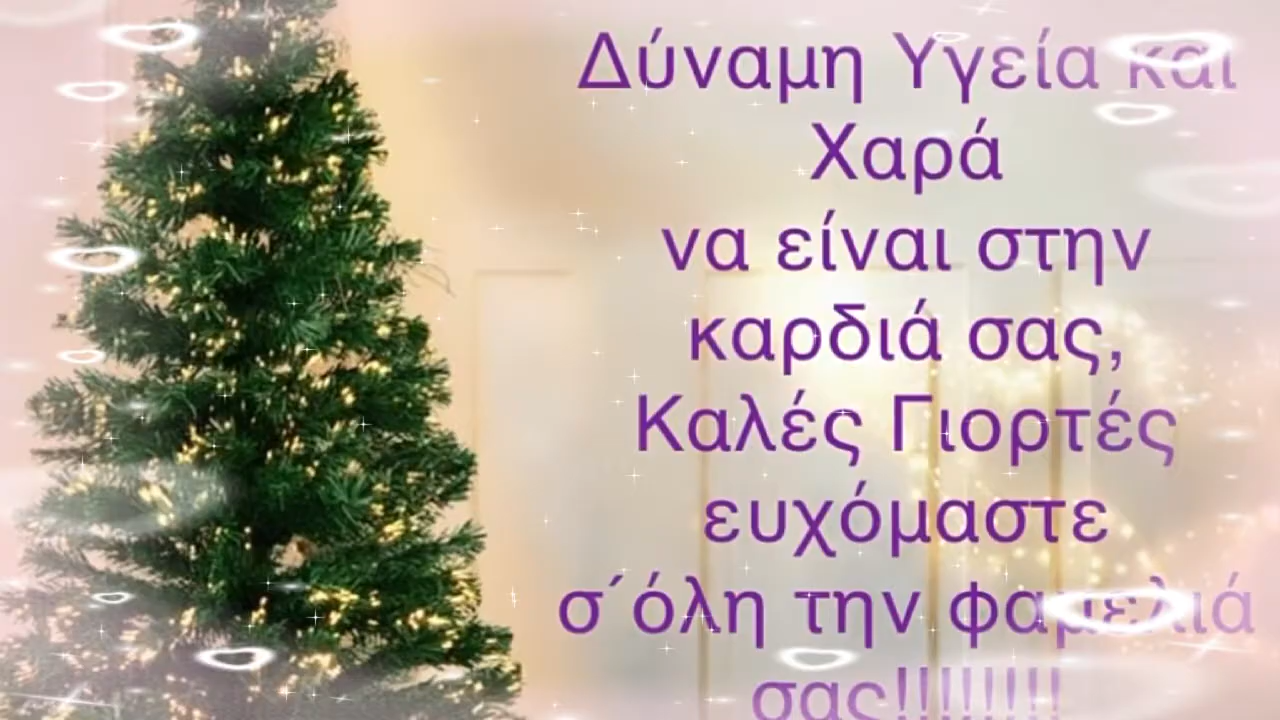 Δύναμη Υγεία και
Χαρά
να είναι στην
καρδιά σας,
Καλές Γιορτές
ευχόμαστε
σ΄όλη την φαμελιά
σας!!!!!!!!